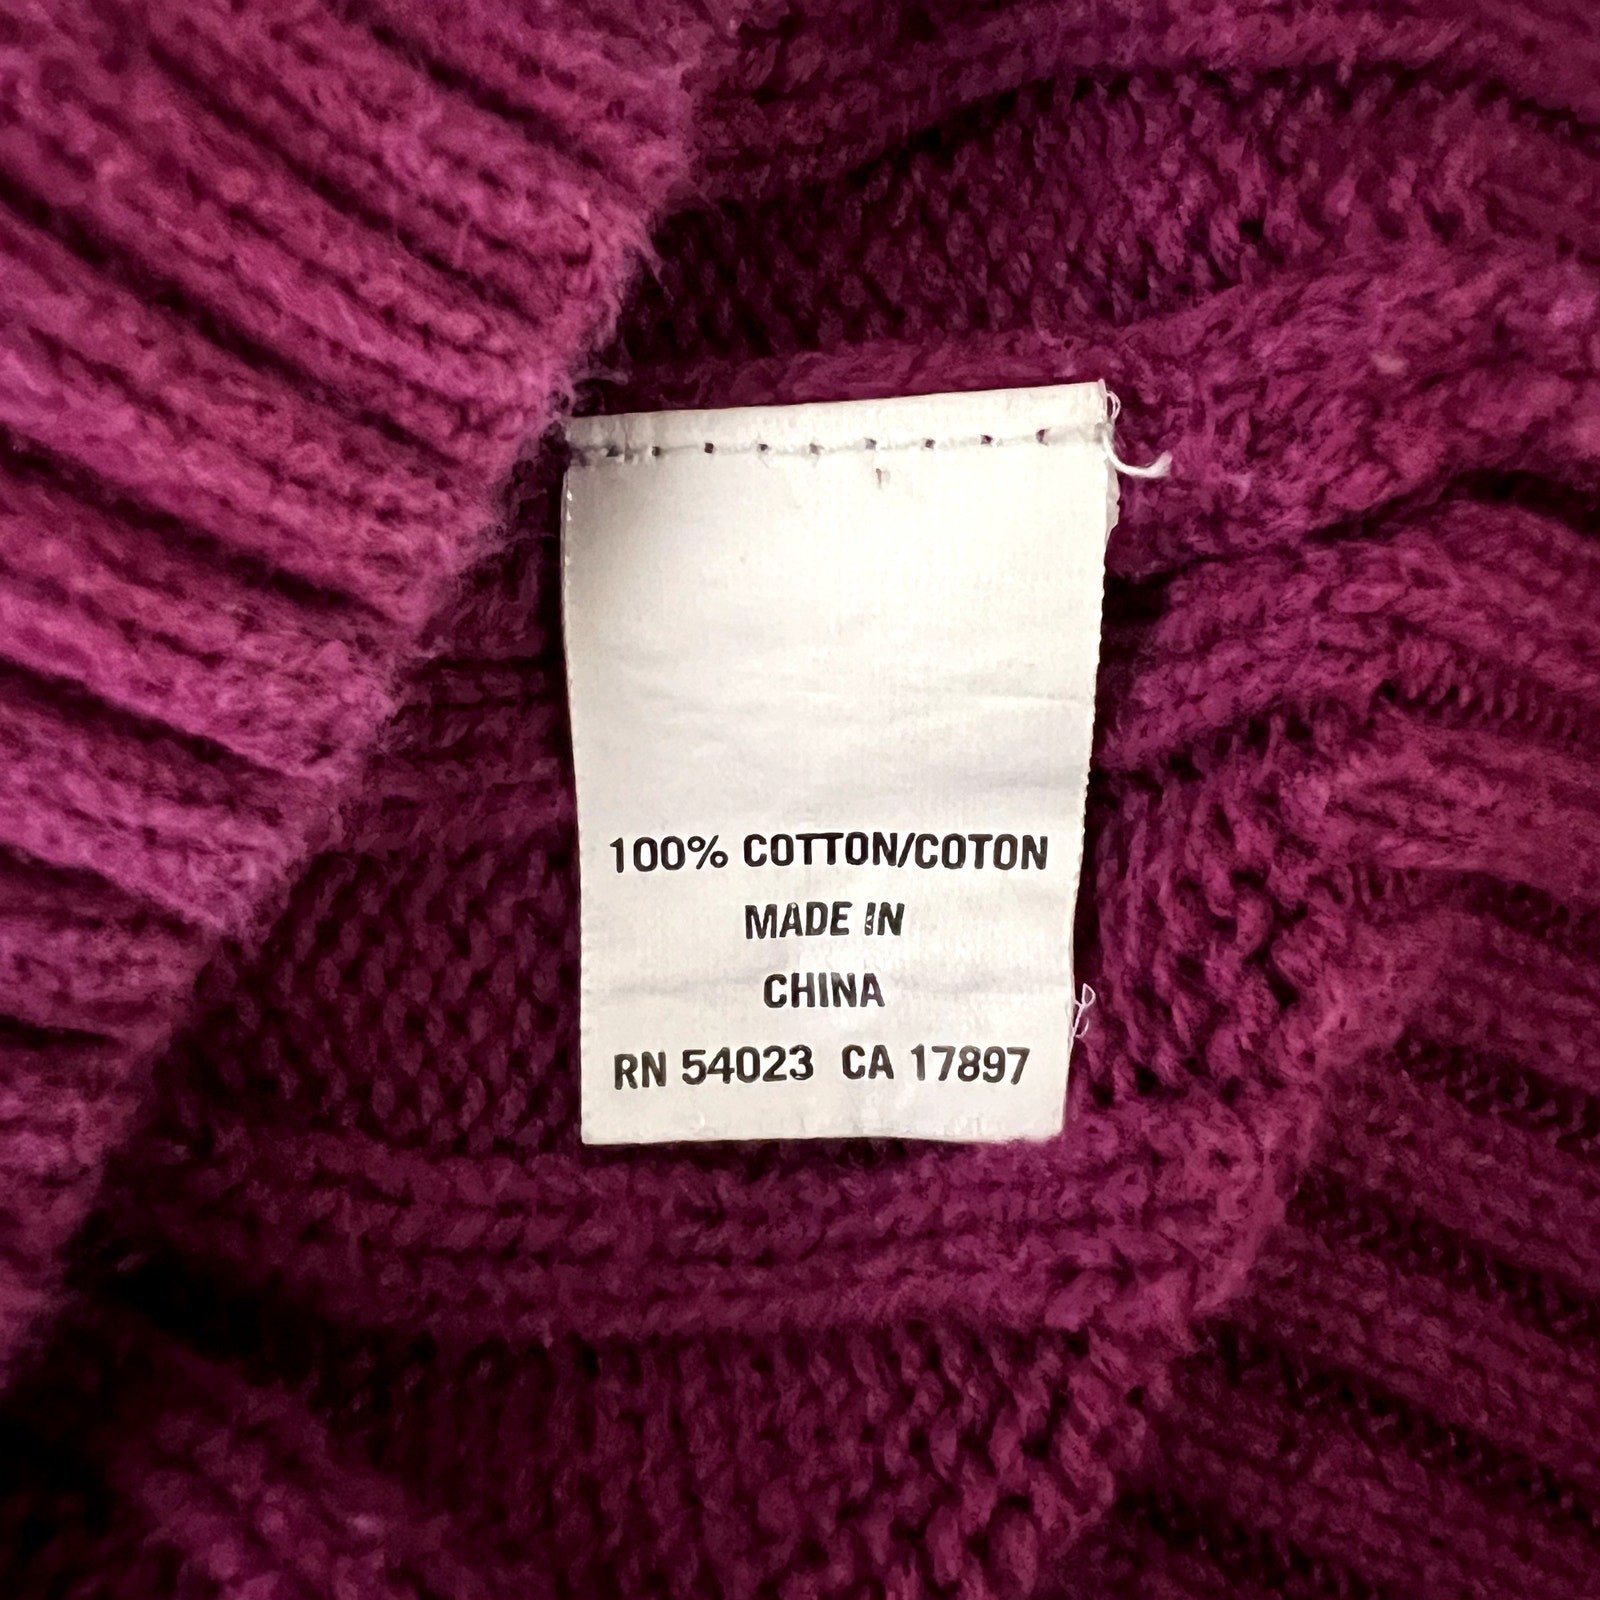 100% COTTON/COTON
MADE IN
CHINA
RN 54023 CA 17897